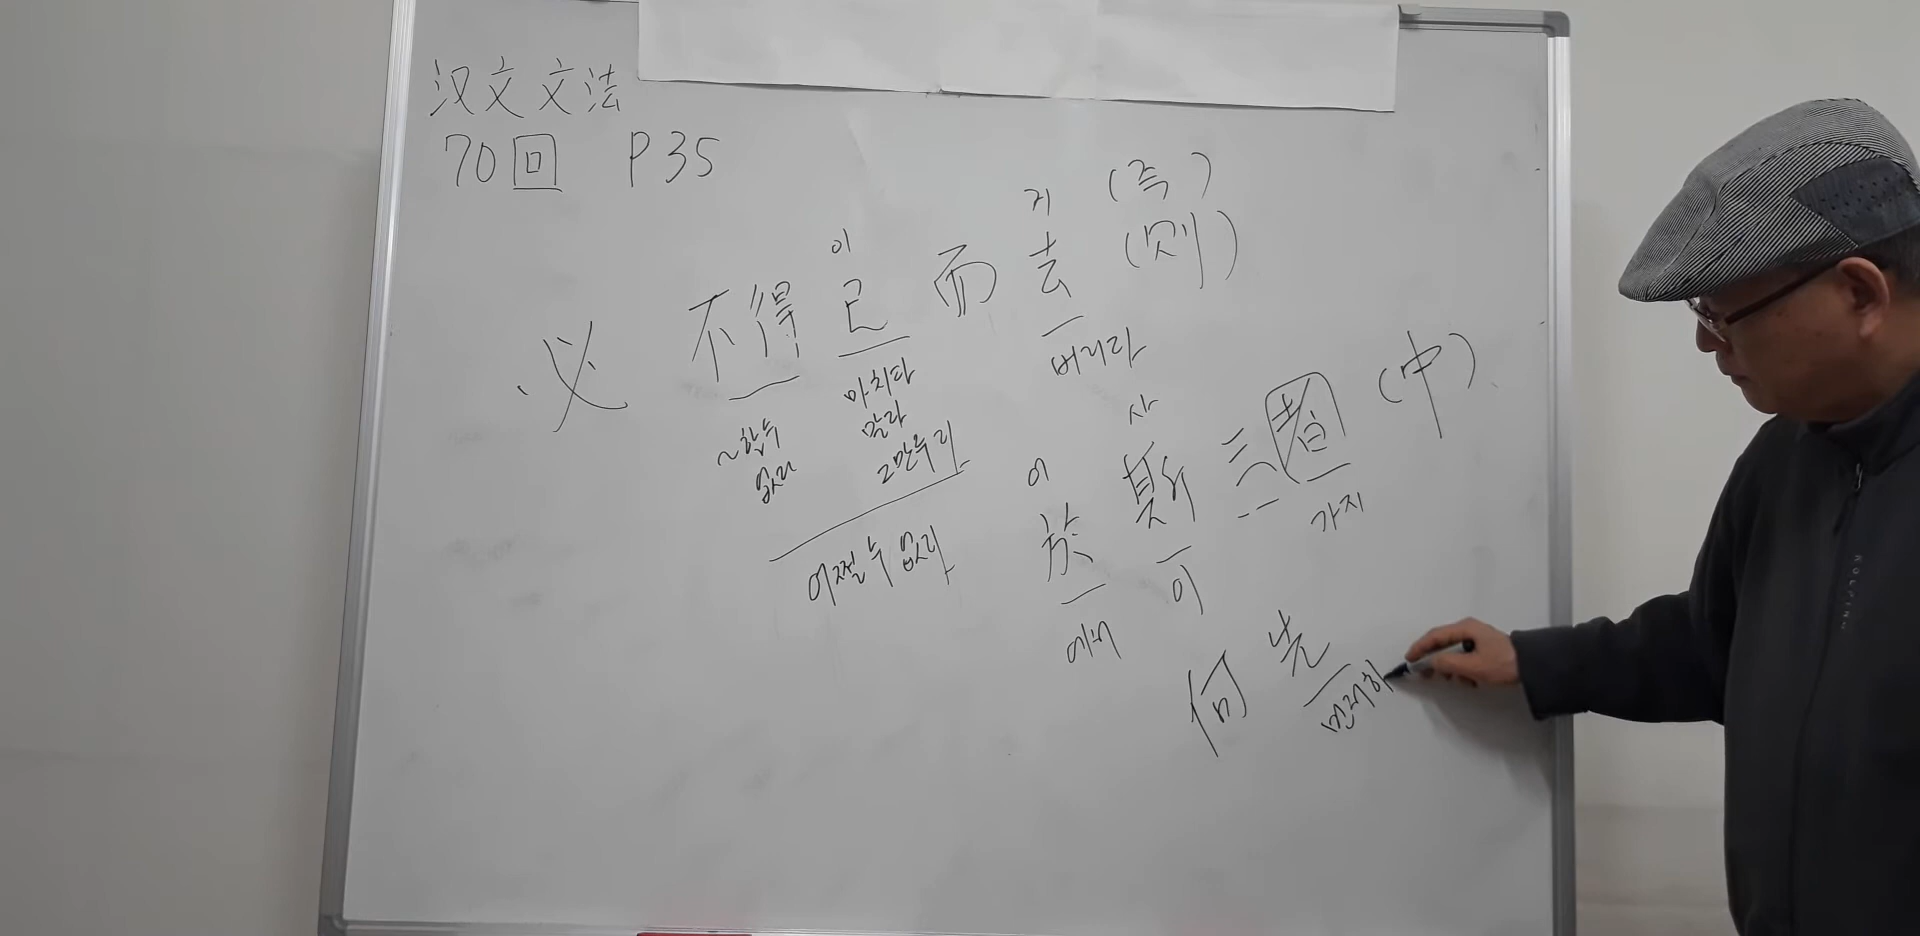 汉文文法
70回 P35
이 거 (즉)
必 不得已 而 去 (则)
~할수 없다 마치다 말라 그만두다 버리다
어쩔 수 없다
이 사
於 斯 三者 (中)
에서 이 가지
何 先
먼저하